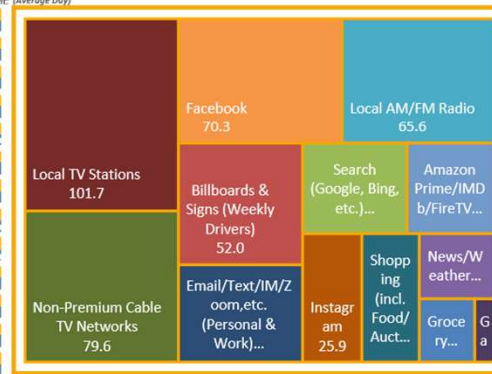 (Average Day)
Local TV Stations
101.7
Facebook
70.3
Local AM/FM Radio
65.6
Billboards &
Signs (Weekly
Drivers)
52.0
Search
(Google, Bing,
etc.)...
Amazon
Prime/IMD
b/FireTV...
Non-Premium Cable
TV Networks
79.6
Email/Text/IM/Z
oom,etc.
(Personal &
Work)...
Instagr
am
25.9
Shopp
ing
(incl.
Food/
Auct...
News/W
eather...
Groce
ry...
Ga